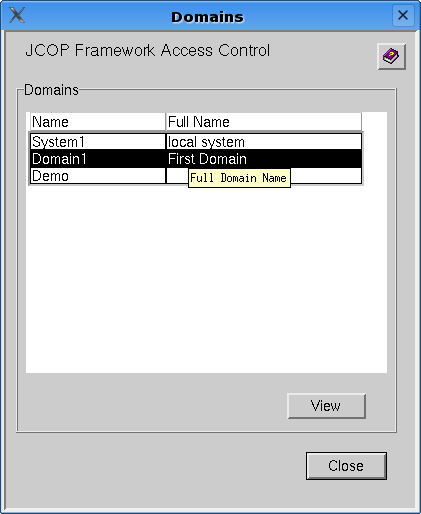 Domains
JCOP Framework Access Control
Domains
Name Full Name
System1 local system
Domain1 First Domain
Demo
Full Domain Name
View
Close